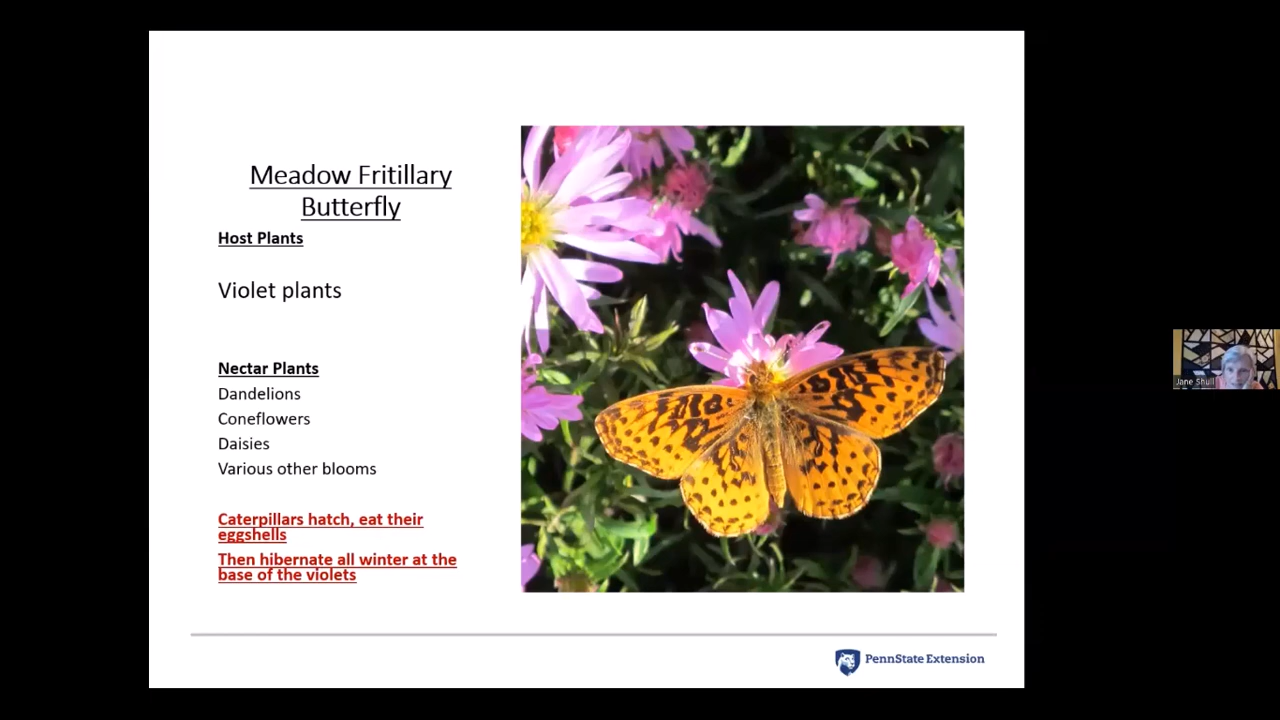 Meadow Fritillary
Butterfly
Host Plants
Violet plants
Nectar Plants
Dandelions
Coneflowers
Daisies
Various other blooms
Caterpillars hatch, eat their
eggshells
Then hibernate all winter at the
base of the violets
PennState Extension
Jane Shull